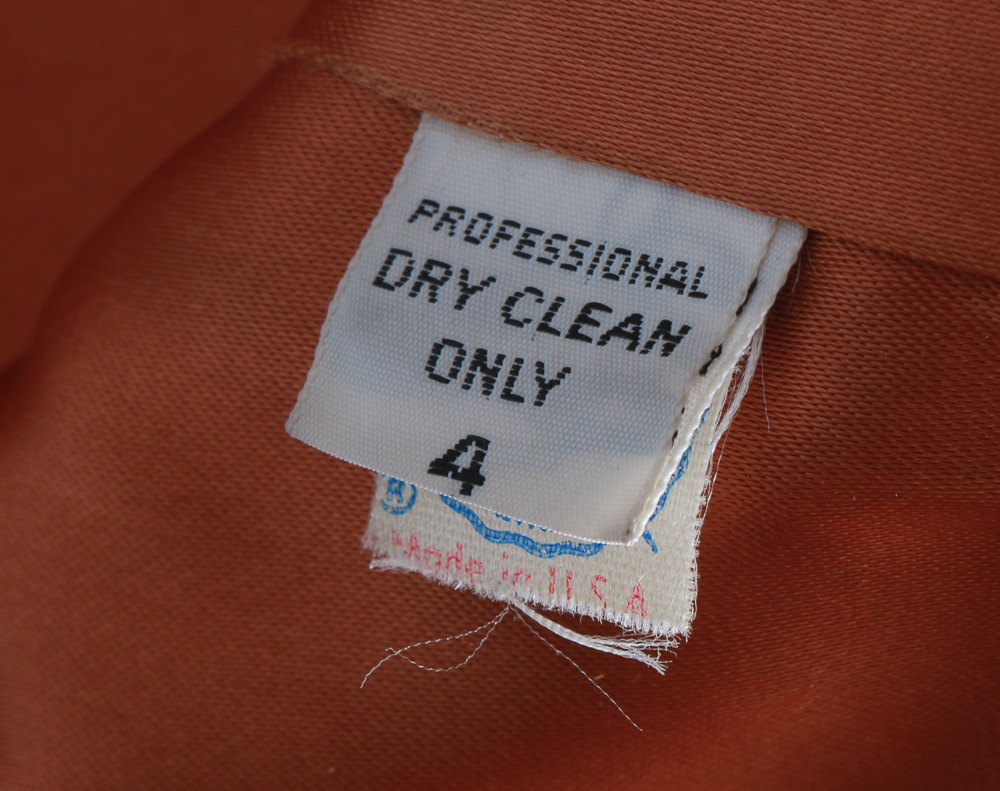 PROFESSIONAL
DRY CLEAN
ONLY
4
®
Made in U.S.A